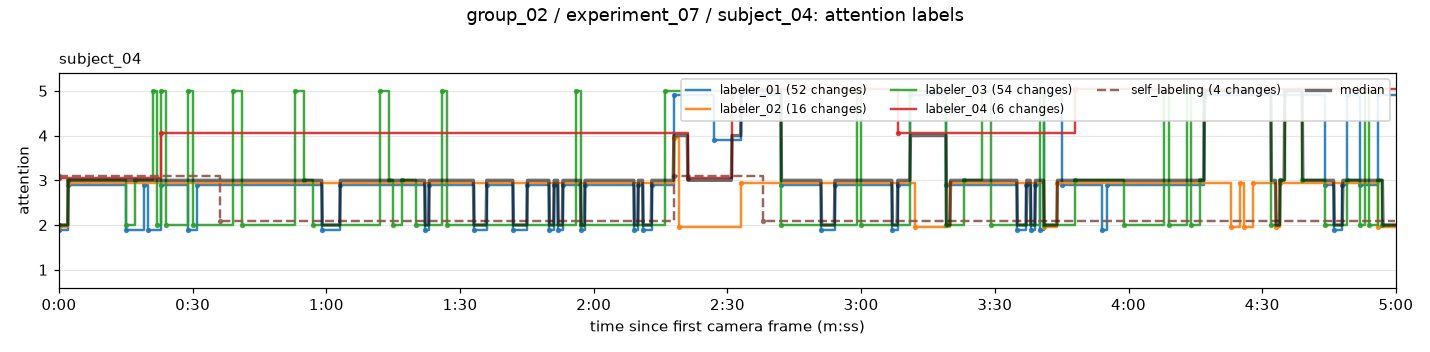 group_02 / experiment_07 / subject_04: attention labels
subject_04
labeler_01 (52 changes)
labeler_02 (16 changes)
labeler_03 (54 changes)
labeler_04 (6 changes)
self_labeling (4 changes)
median
attention
5
4
3
2
1
0:00 0:30 1:00 1:30 2:00 2:30 3:00 3:30 4:00 4:30 5:00
time since first camera frame (m:ss)